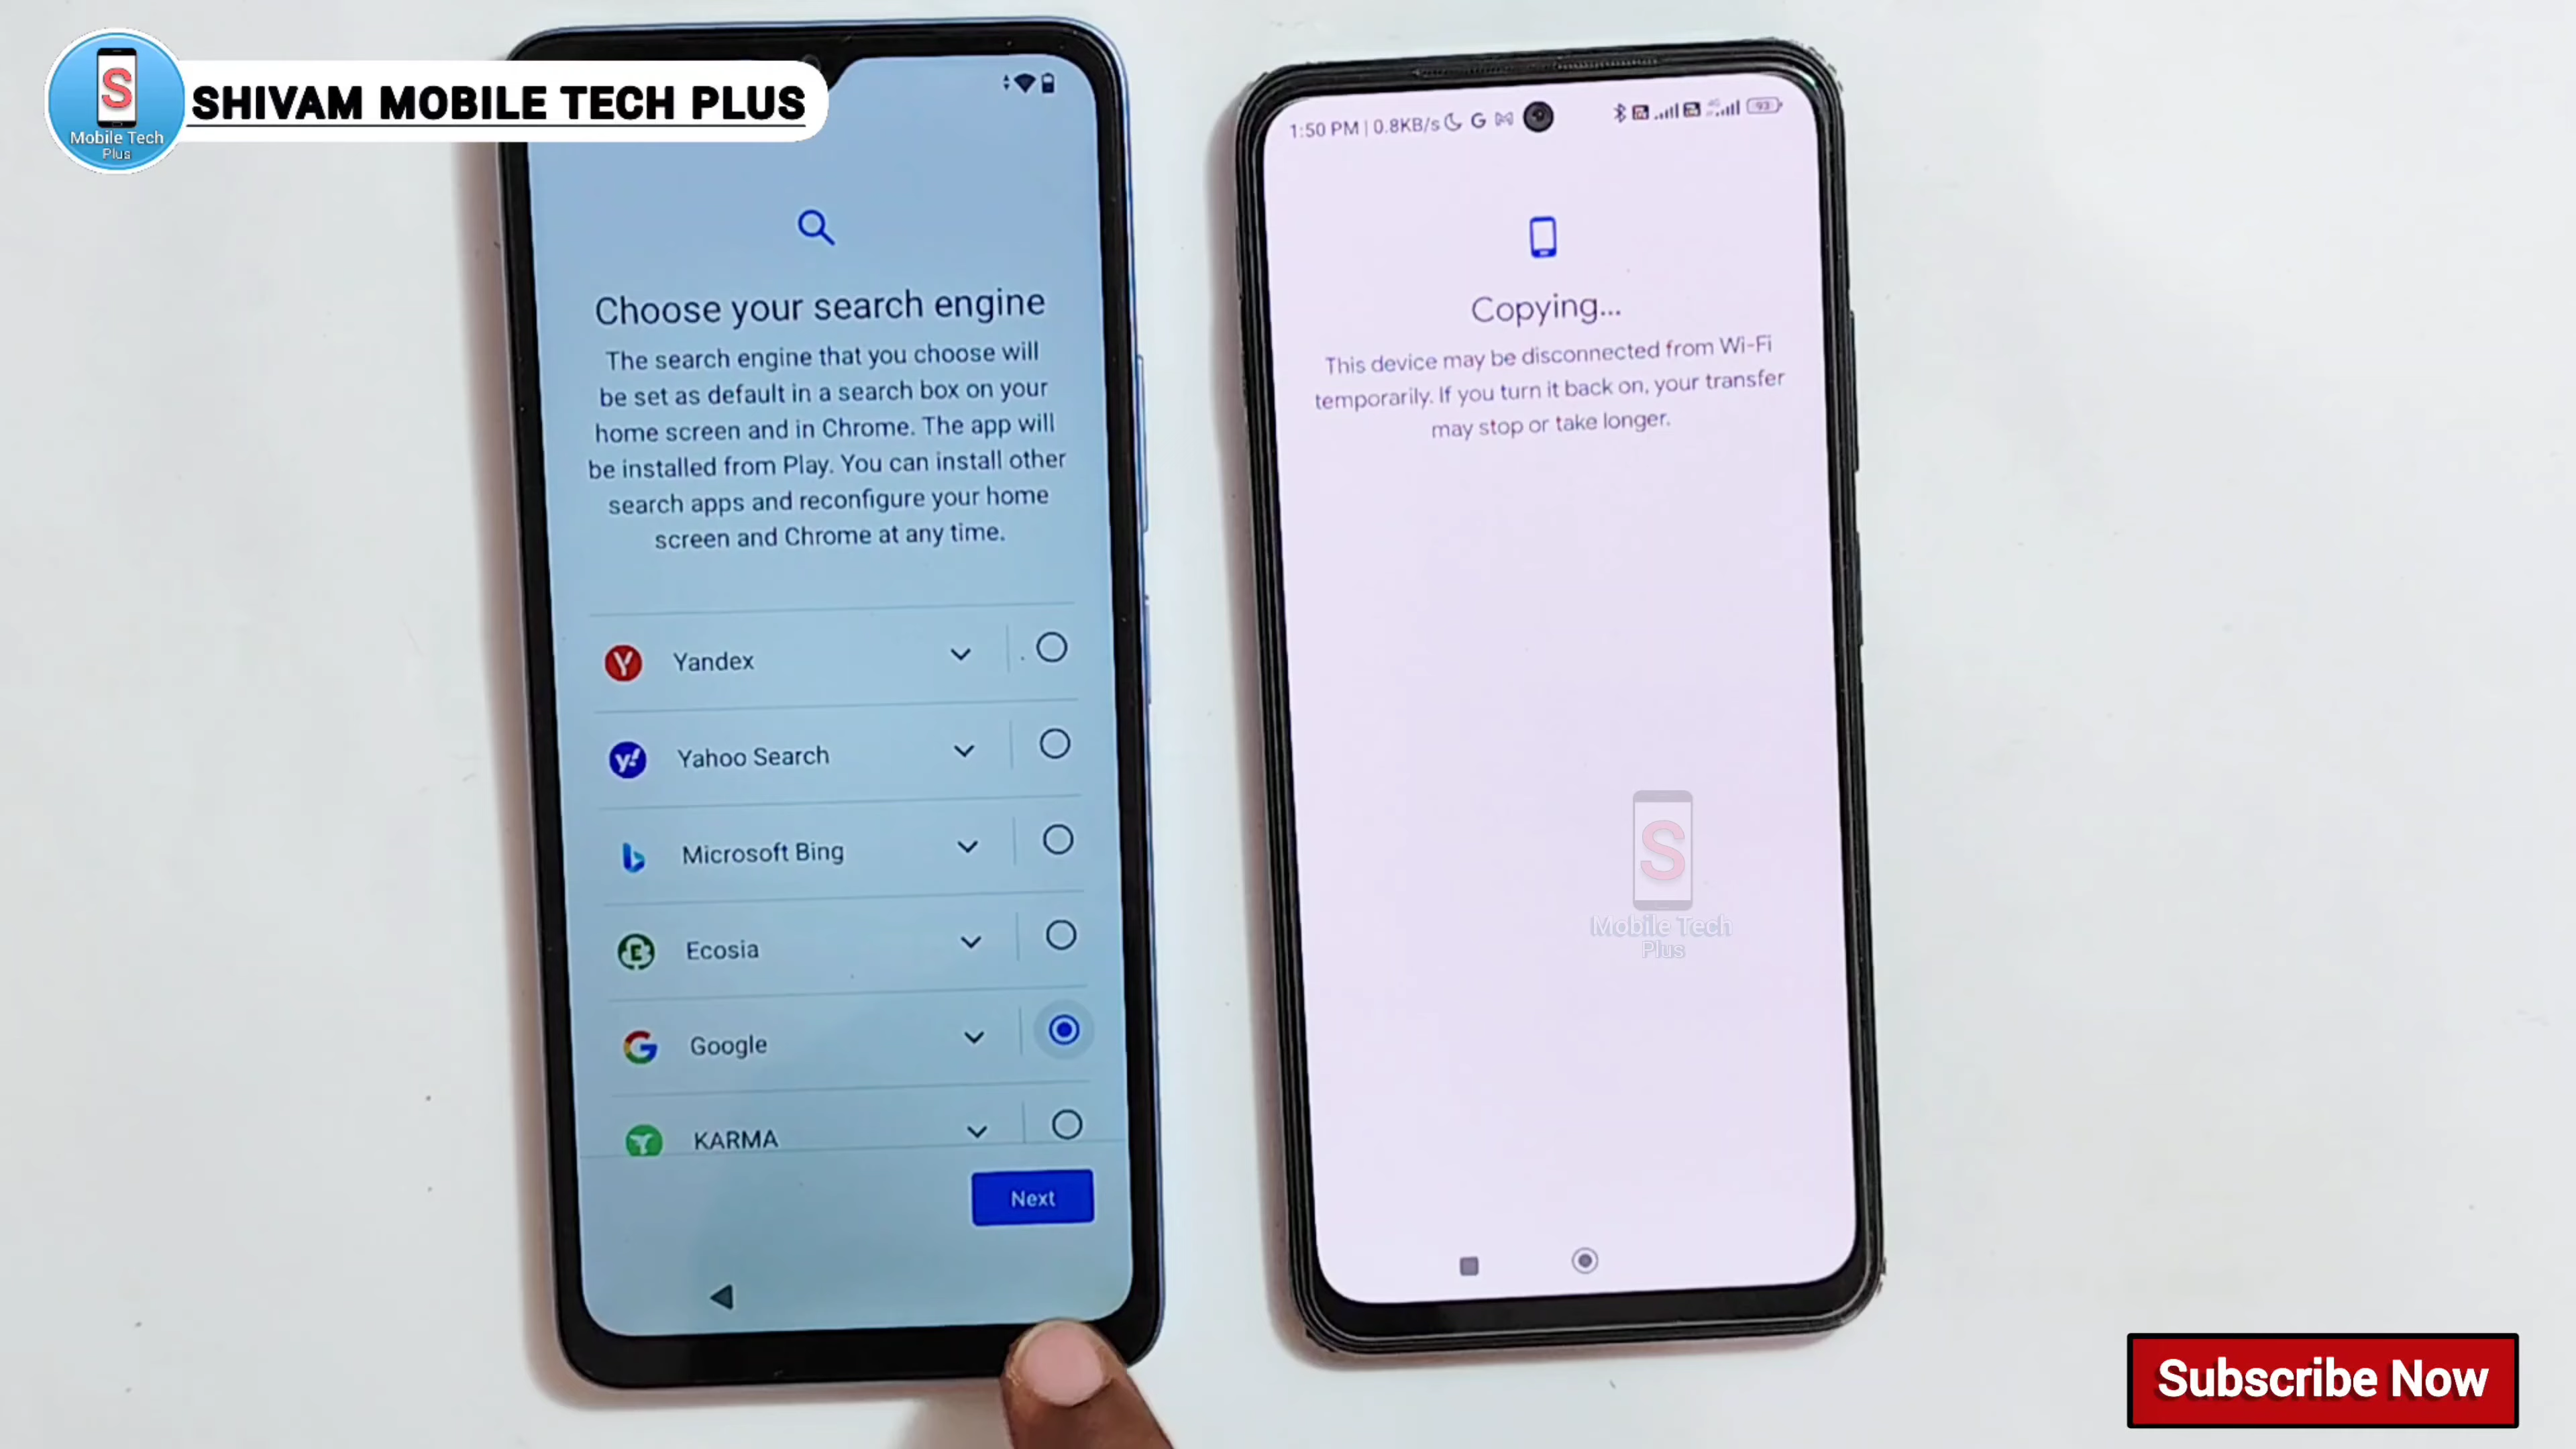 S
Mobile Tech
Plus
SHIVAM MOBILE TECH PLUS
Choose your search engine
The search engine that you choose will
be set as default in a search box on your
home screen and in Chrome. The app will
be installed from Play. You can install other
search apps and reconfigure your home
screen and Chrome at any time.
Yandex
Yahoo Search
Microsoft Bing
Ecosia
Google
KARMA
Next
1:50 PM | 0.8KB/s
93
Copying...
This device may be disconnected from Wi-Fi
temporarily. If you turn it back on, your transfer
may stop or take longer.
S
Mobile Tech
Plus
Subscribe Now